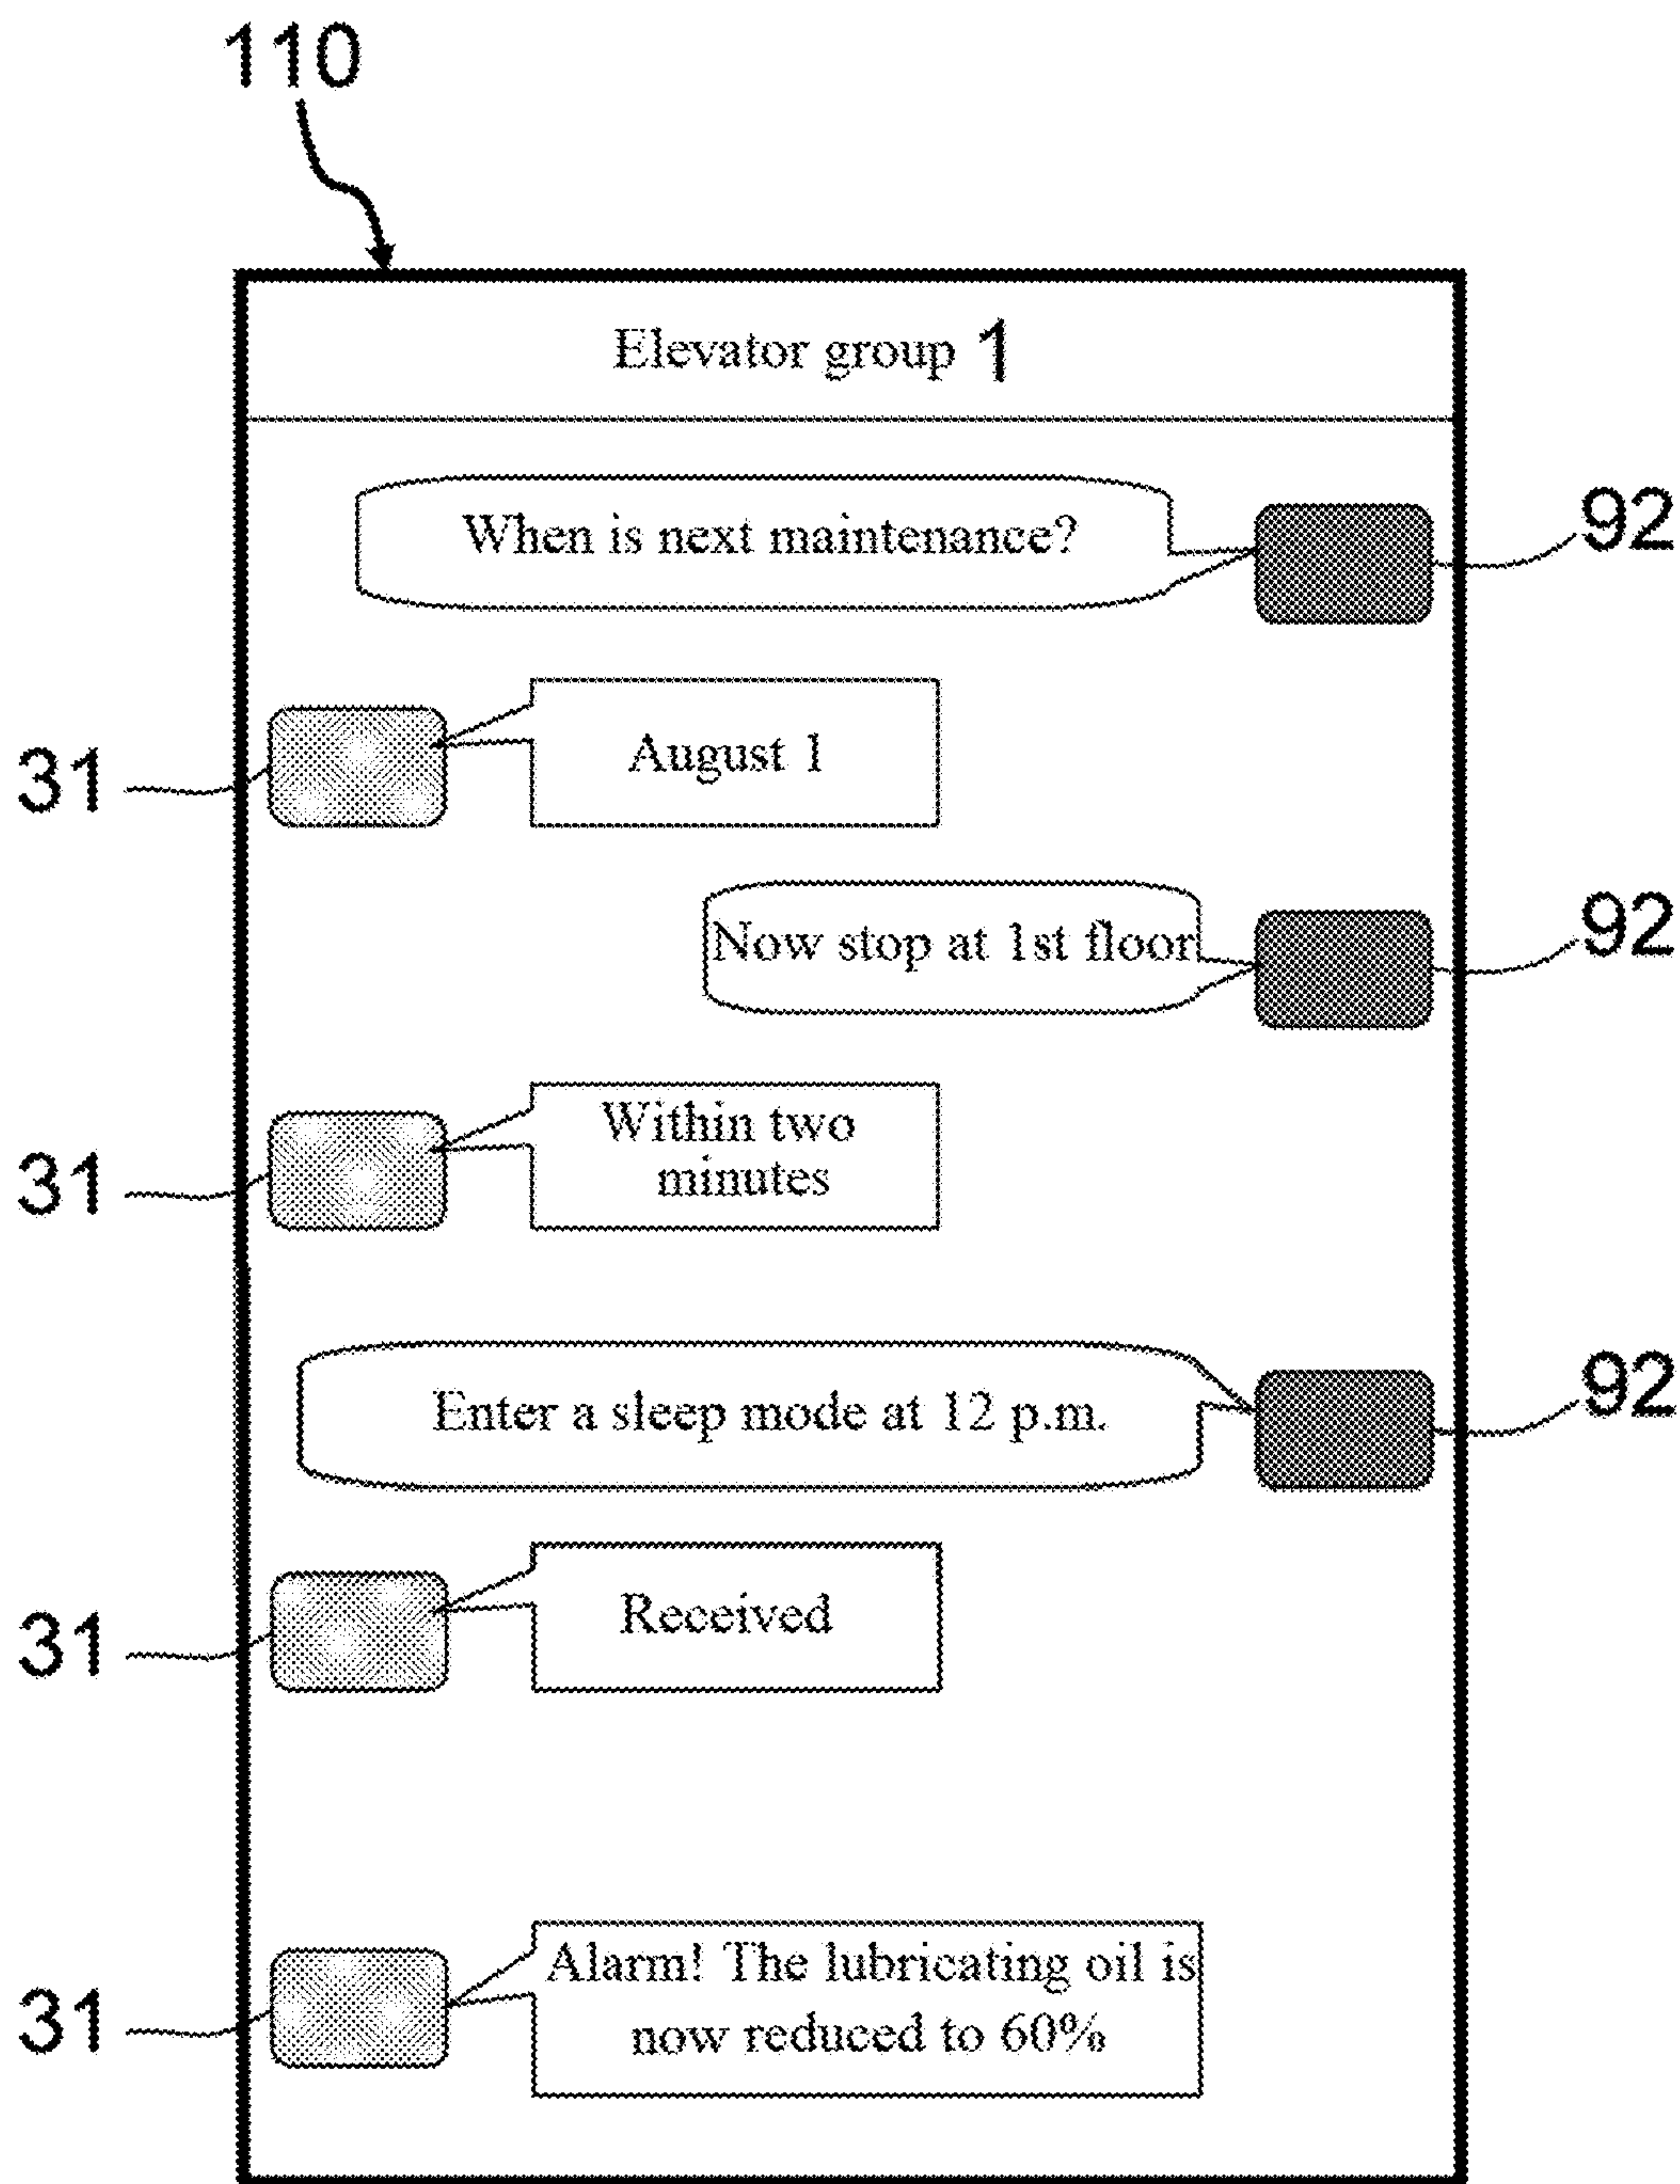 110
Elevator group 1
When is next maintenance?
92
August 1
31
Now stop at 1st floor
92
Within two
minutes
31
Enter a sleep mode at 12 p.m.
92
Received
31
Alarm! The lubricating oil is
now reduced to 60%
31